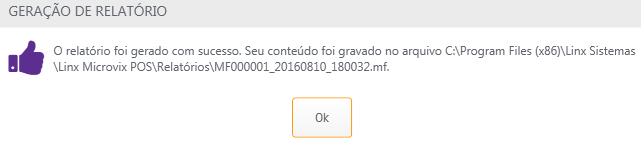 GERAÇÃO DE RELATÓRIO
O relatório foi gerado com sucesso. Seu conteúdo foi gravado no arquivo C:\Program Files (x86)\Linx Sistemas
\Linx Microvix POS\Relatórios\MF000001_20160810_180032.mf.
Ok